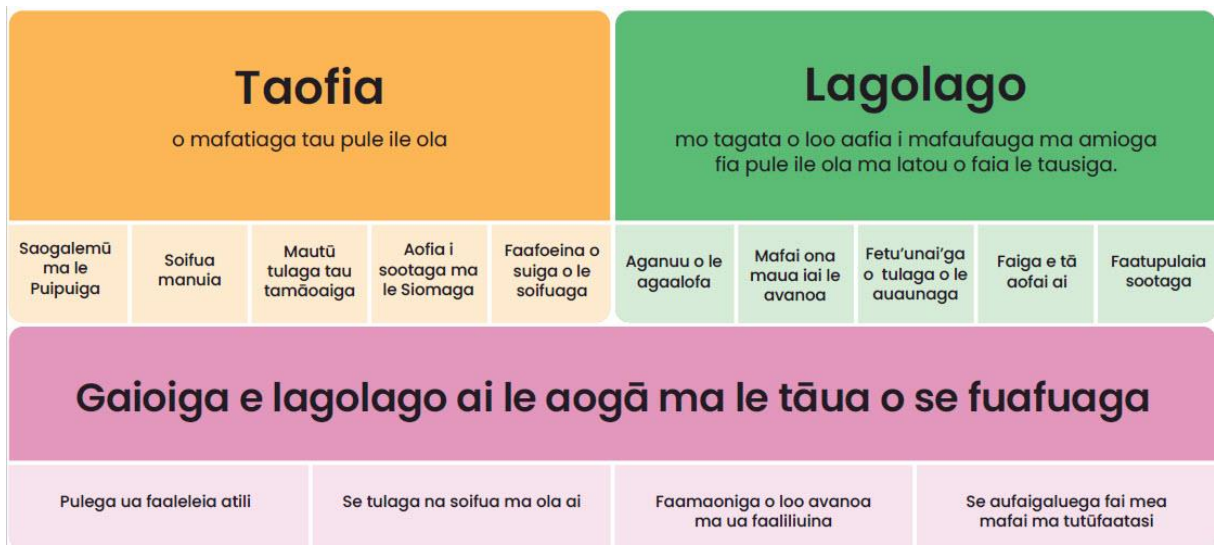 Taofia
o mafatiaga tau pule ile ola
Lagolago
mo tagata o loo aafia i mafaufauga ma amioga
fia pule ile ola ma latou o faia le tausiga.
Saogalemū
ma le
Puipuiga
Soifua
manuia
Mautū
tulaga tau
tamāoaiga
Aofia i
sootaga ma
le Siomaga
Faafoeina o
suiga o le
soifuaga
Aganuu o le
agaalofa
Mafai ona
maua iai le
avanoa
Fetu’unai’ga
o tulaga o le
auaunaga
Faiga e tā
aofai ai
Faatupulaia
sootaga
Gaioiga e lagolago ai le aogā ma le tāua o se fuafuaga
Pulega ua faaleleia atili
Se tulaga na soifua ma ola ai
Faamaoniga o loo avanoa
ma ua faaliliuina
Se aufaigaluega fai mea
mafai ma tutūfaatasi